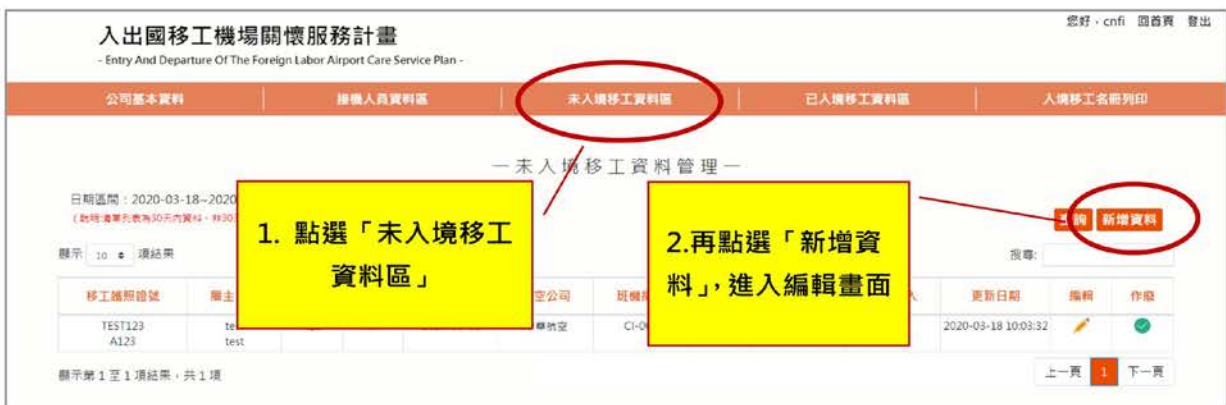 您好，cnfi 回首頁 登出
入出國移工機場關懷服務計畫
- Entry And Departure Of The Foreign Labor Airport Care Service Plan -
公司基本資料 接機人員資料區 未入境移工資料區 已入境移工資料區 入境移工名冊列印
—未入境移工資料管理—
日期區間：2020-03-18~2020
查詢 新增資料
1. 點選「未入境移工
資料區」
2.再點選「新增資
料」，進入編輯畫面
顯示 10 項結果
搜尋:
移工護照證號 雇主 空公司 班機 人 更新日期 編輯 作廢
TEST123 te 華航空 CI-0 2020-03-18 10:03:32
A123 test
顯示第 1 至 1 項結果，共 1 項
上一頁 1 下一頁